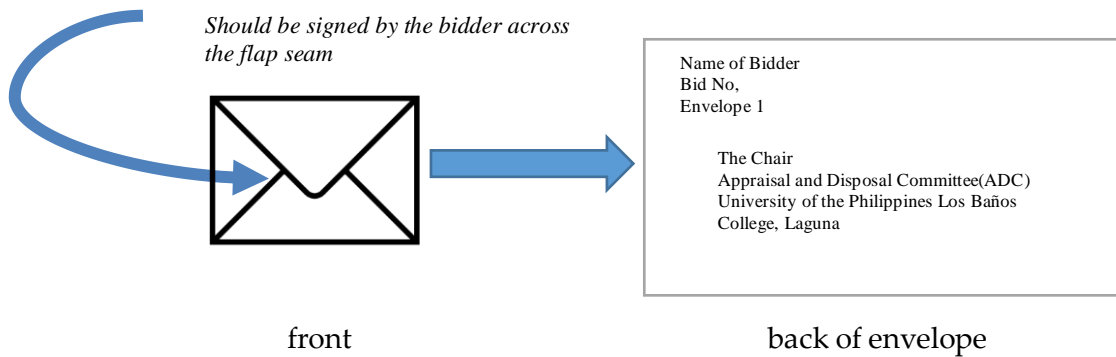 Should be signed by the bidder across
the flap seam
Name of Bidder
Bid No,
Envelope 1
The Chair
Appraisal and Disposal Committee(ADC)
University of the Philippines Los Baños
College, Laguna
front
back of envelope